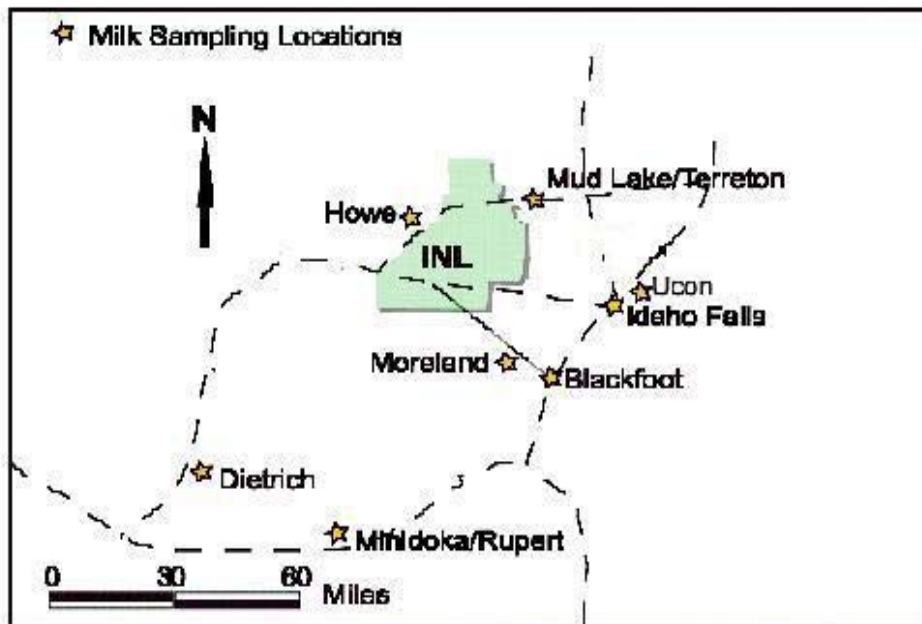 Milk Sampling Locations
N
Mud Lake/Terreton
Howe
INL
Ucon
Idaho Falls
Moreland
Blackfoot
Dietrich
Minidoka/Rupert
0 30 60
Miles